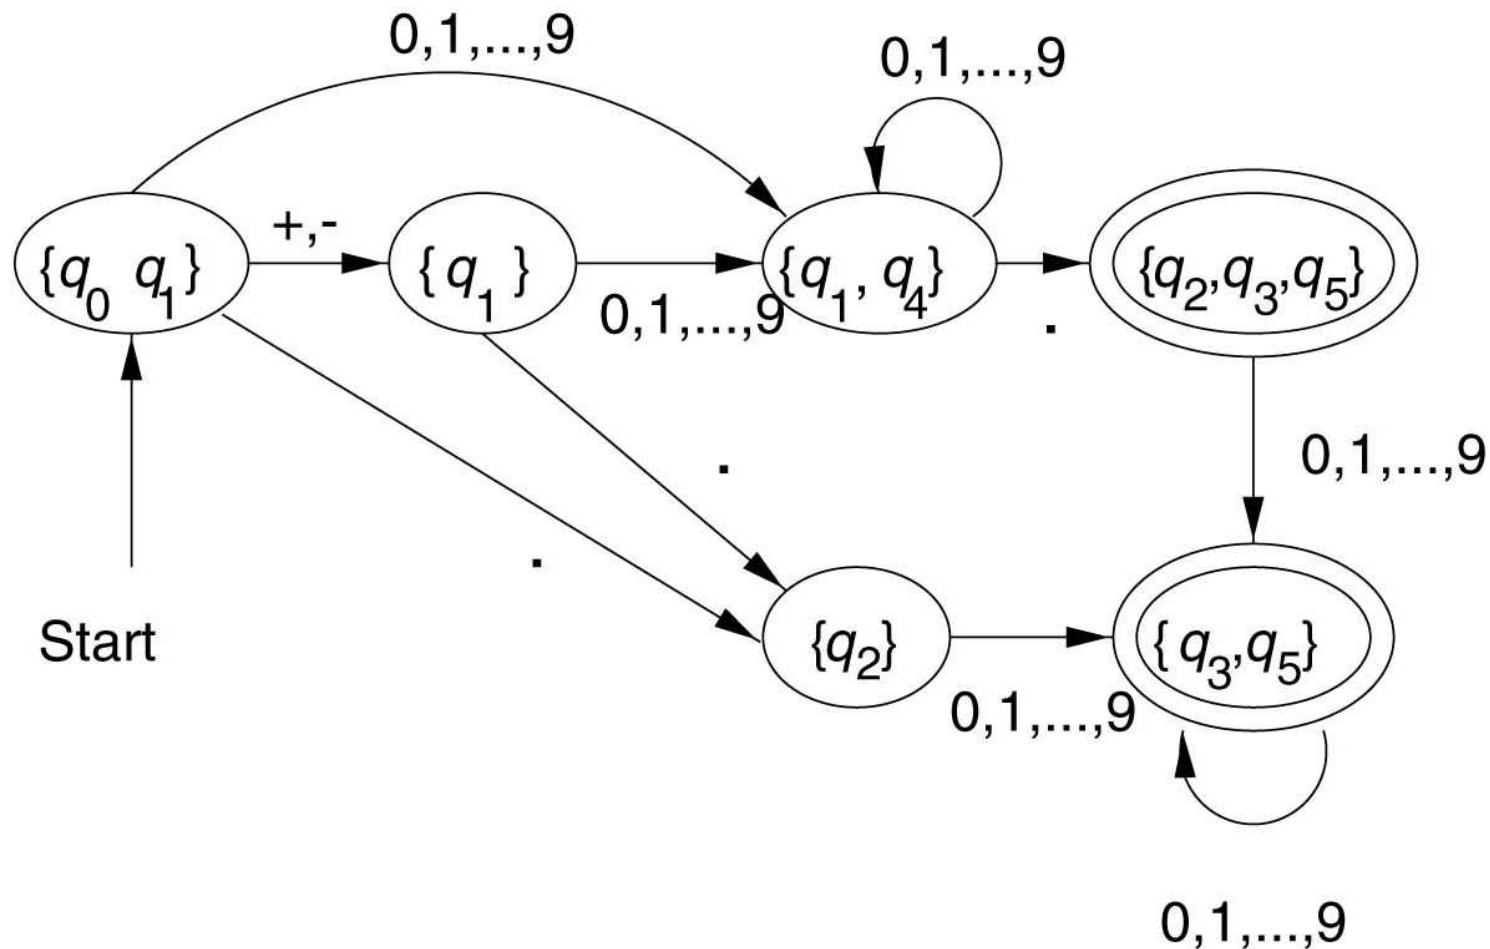 0,1,...,9
0,1,...,9
+,-
{q0 q1}
{q1}
{q1, q4}
{q2,q3,q5}
0,1,...,9
.
.
0,1,...,9
.
Start
{q2}
{q3,q5}
0,1,...,9
0,1,...,9